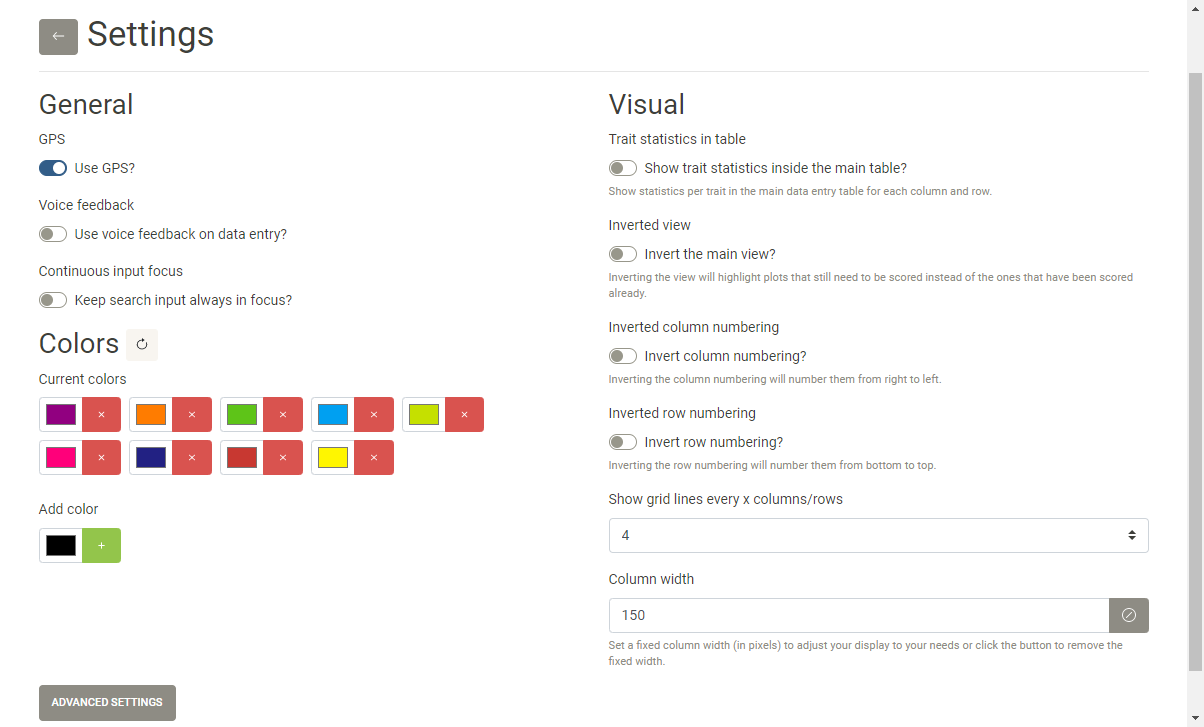 Settings
General
GPS
Use GPS?
Voice feedback
Use voice feedback on data entry?
Continuous input focus
Keep search input always in focus?
Colors
Current colors
Add color
ADVANCED SETTINGS
Visual
Trait statistics in table
Show trait statistics inside the main table?
Show statistics per trait in the main data entry table for each column and row.
Inverted view
Invert the main view?
Inverting the view will highlight plots that still need to be scored instead of the ones that have been scored
already.
Inverted column numbering
Invert column numbering?
Inverting the column numbering will number them from right to left.
Inverted row numbering
Invert row numbering?
Inverting the row numbering will number them from bottom to top.
Show grid lines every x columns/rows
4
Column width
150
Set a fixed column width (in pixels) to adjust your display to your needs or click the button to remove the
fixed width.